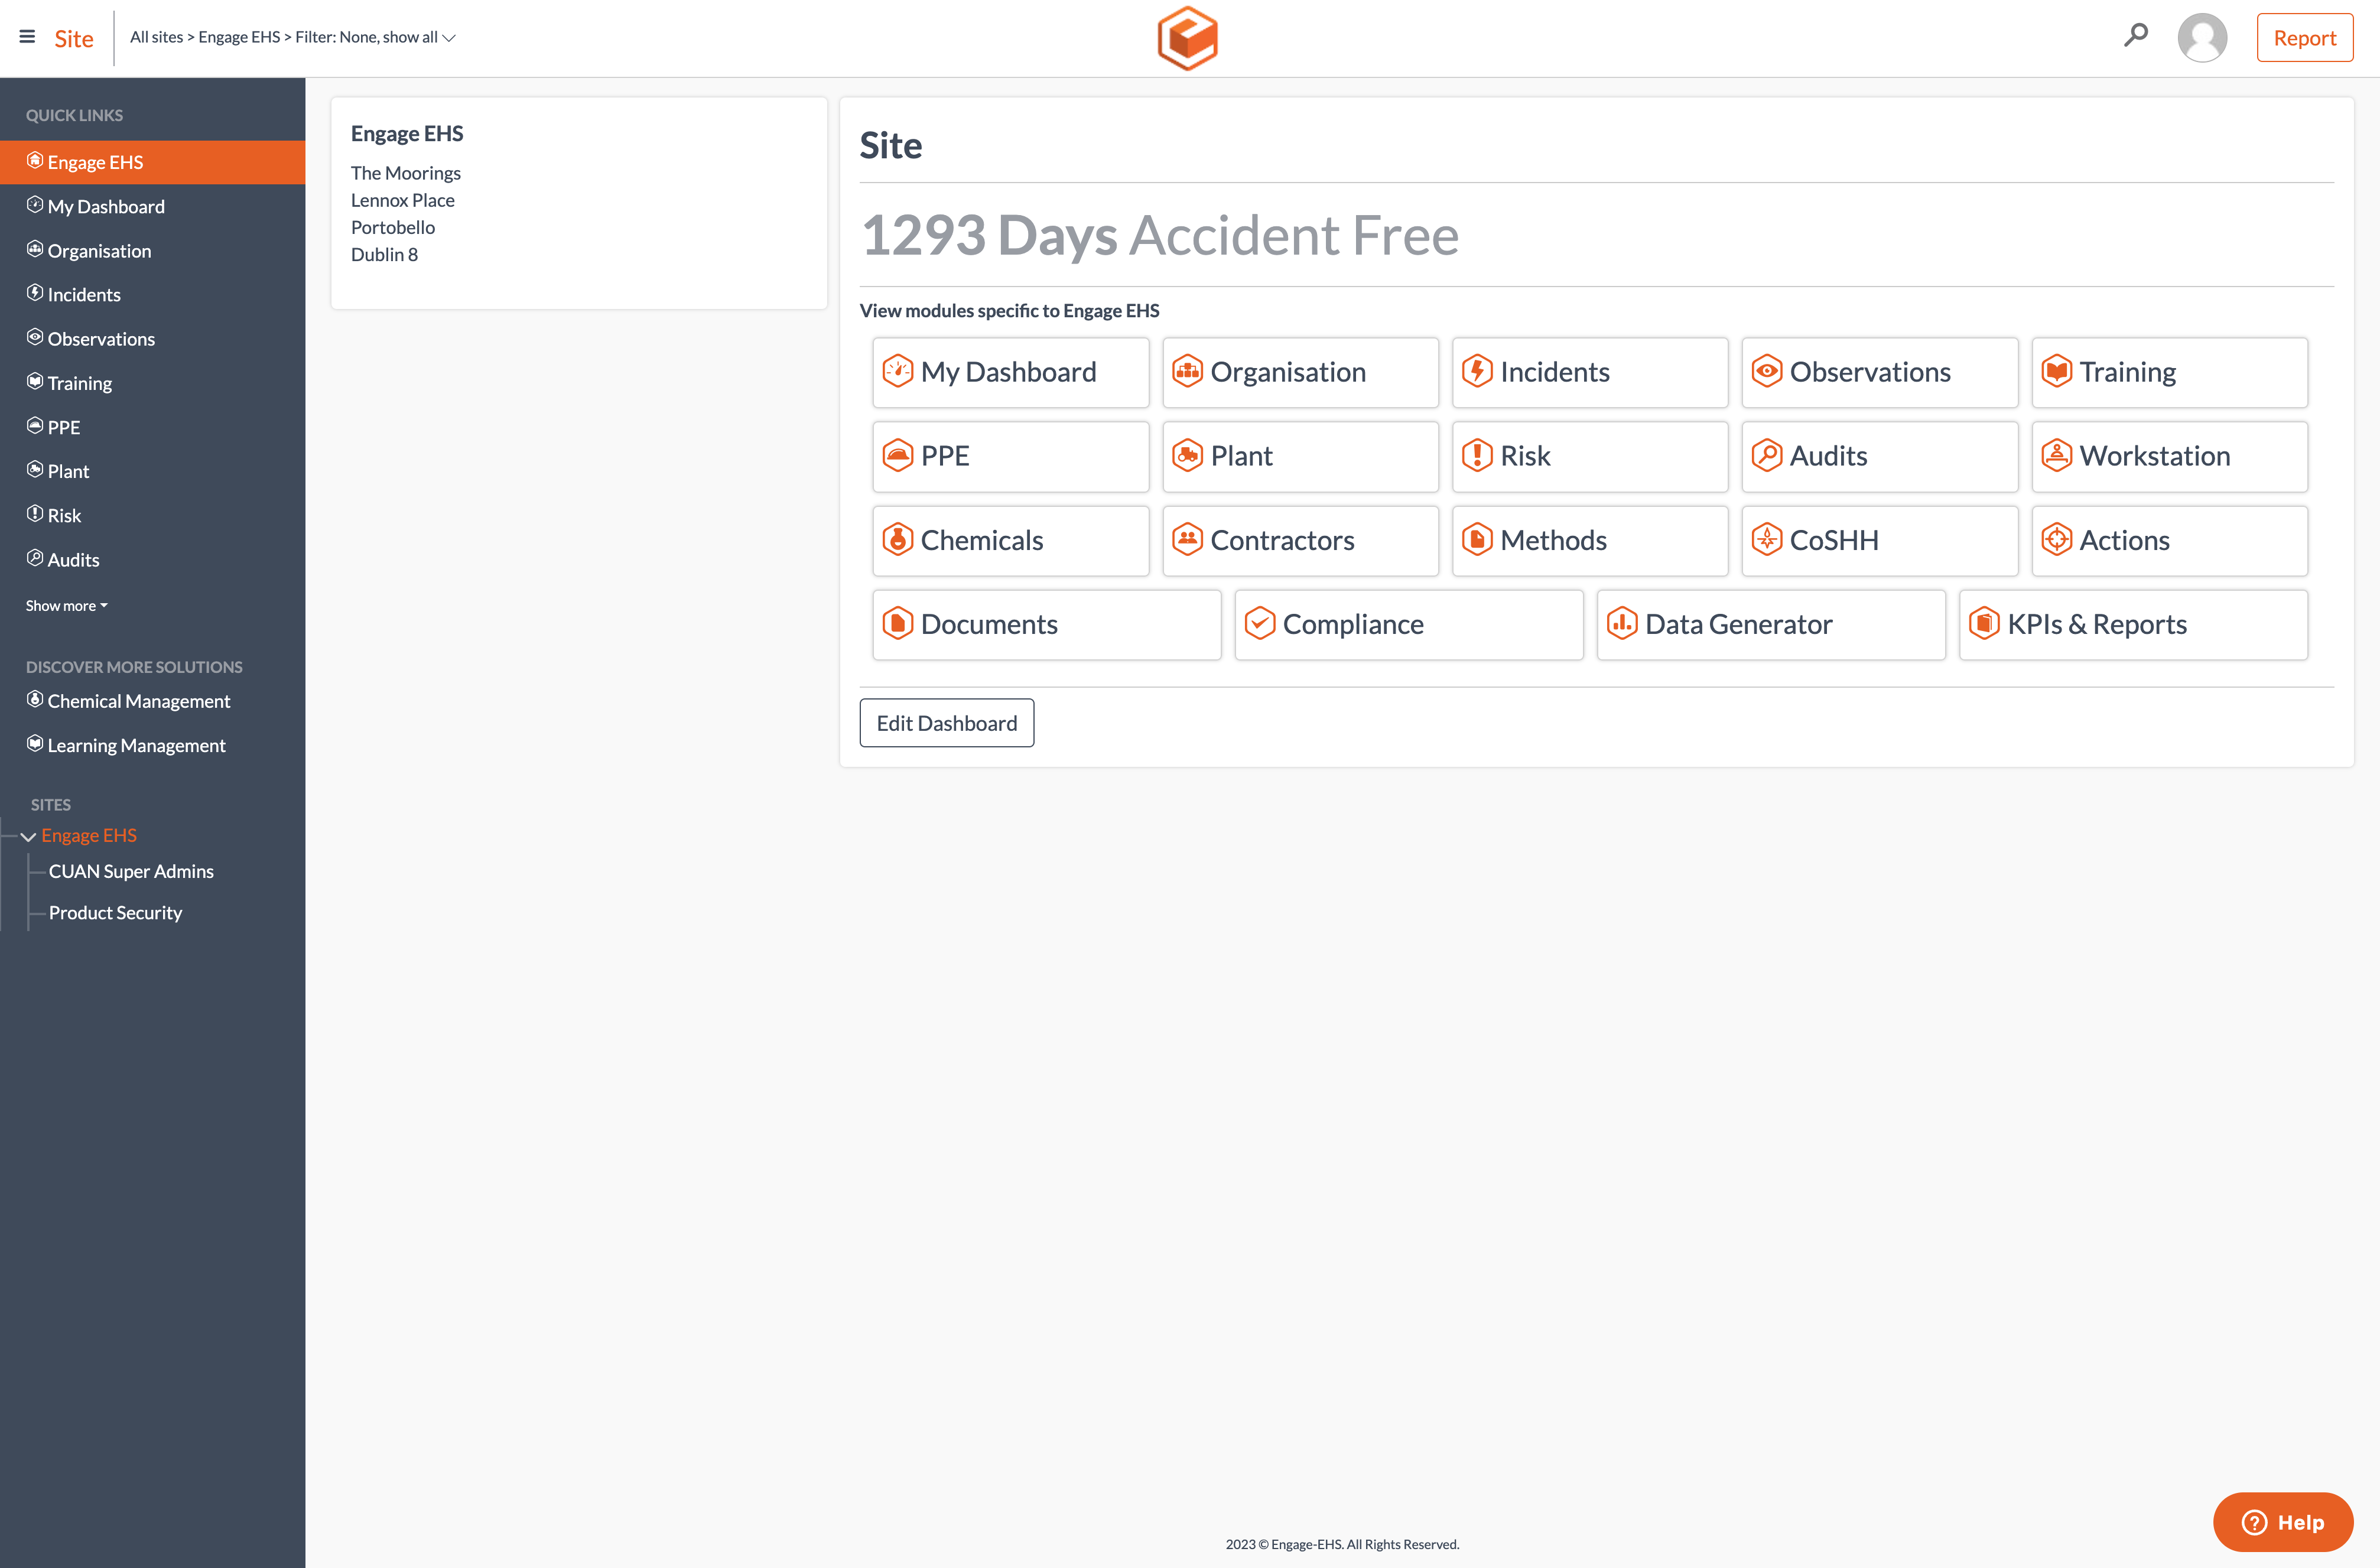 Site
All sites > Engage EHS > Filter: None, show all
Report
QUICK LINKS
Engage EHS
My Dashboard
Organisation
Incidents
Observations
Training
PPE
Plant
Risk
Audits
Show more
DISCOVER MORE SOLUTIONS
Chemical Management
Learning Management
SITES
Engage EHS
CUAN Super Admins
Product Security
Engage EHS
The Moorings
Lennox Place
Portobello
Dublin 8
Site
1293 Days Accident Free
View modules specific to Engage EHS
My Dashboard
Organisation
Incidents
Observations
Training
PPE
Plant
Risk
Audits
Workstation
Chemicals
Contractors
Methods
CoSHH
Actions
Documents
Compliance
Data Generator
KPIs & Reports
Edit Dashboard
Help
2023 © Engage-EHS. All Rights Reserved.